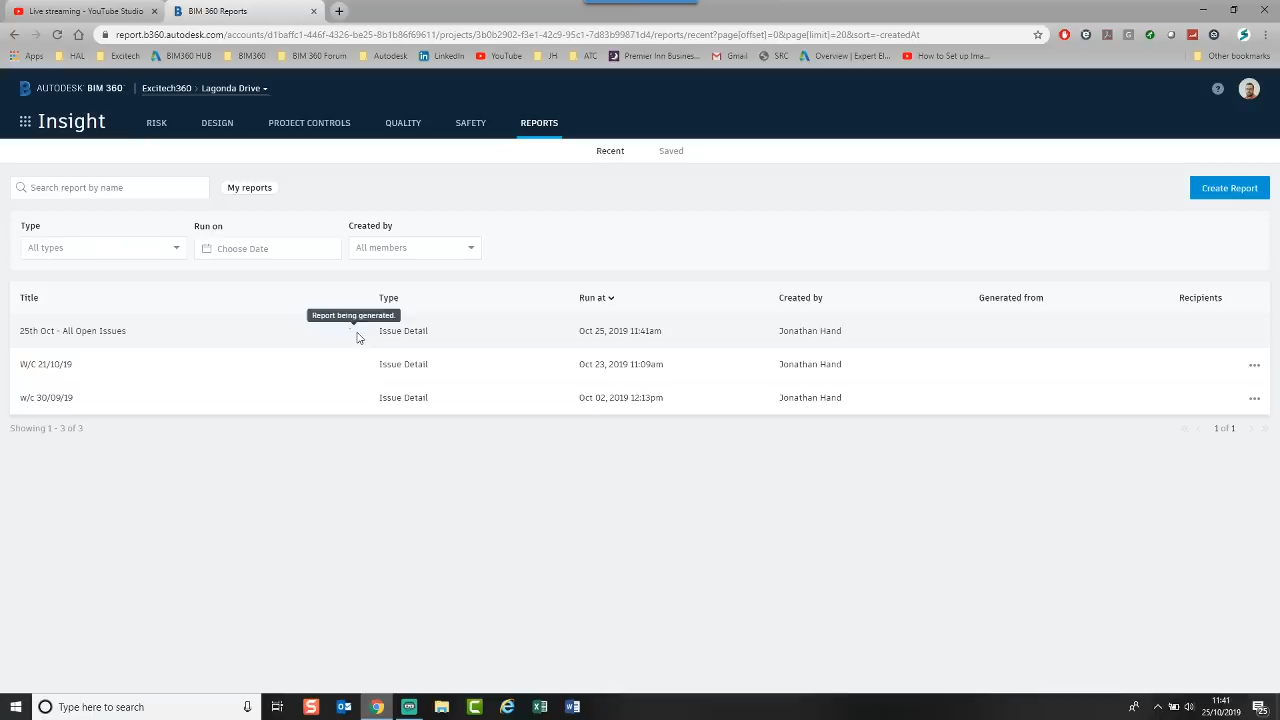 Live streaming - YouTube Studio
BIM 360 Reports
report.b360.autodesk.com/accounts/d1baffc1-446f-4326-be25-8b1b86f69611/projects/3b0b2902-f3e1-42c9-95c1-7d83b99871d4/reports/recent?page[offset]=0&page[limit]=20&sort=-createdAt
Apps HAL Excitech BIM360 HUB BIM 360 BIM 360 Forum Autodesk LinkedIn YouTube JH ATC Premier Inn Busines... Gmail SRC Overview | Expert El... How to Set up Ima... Other bookmarks
AUTODESK® BIM 360™ Excitech360 > Lagonda Drive
Insight RISK DESIGN PROJECT CONTROLS QUALITY SAFETY REPORTS
Recent Saved
Search report by name My reports Create Report
Type Run on Created by
All types Choose Date All members
Title Type Run at Created by Generated from Recipients
Report being generated.
25th Oct - All Open Issues Issue Detail Oct 25, 2019 11:41am Jonathan Hand
W/C 21/10/19 Issue Detail Oct 23, 2019 11:09am Jonathan Hand
w/c 30/09/19 Issue Detail Oct 02, 2019 12:13pm Jonathan Hand
Showing 1 - 3 of 3 1 of 1
Type here to search
11:41
25/10/2019